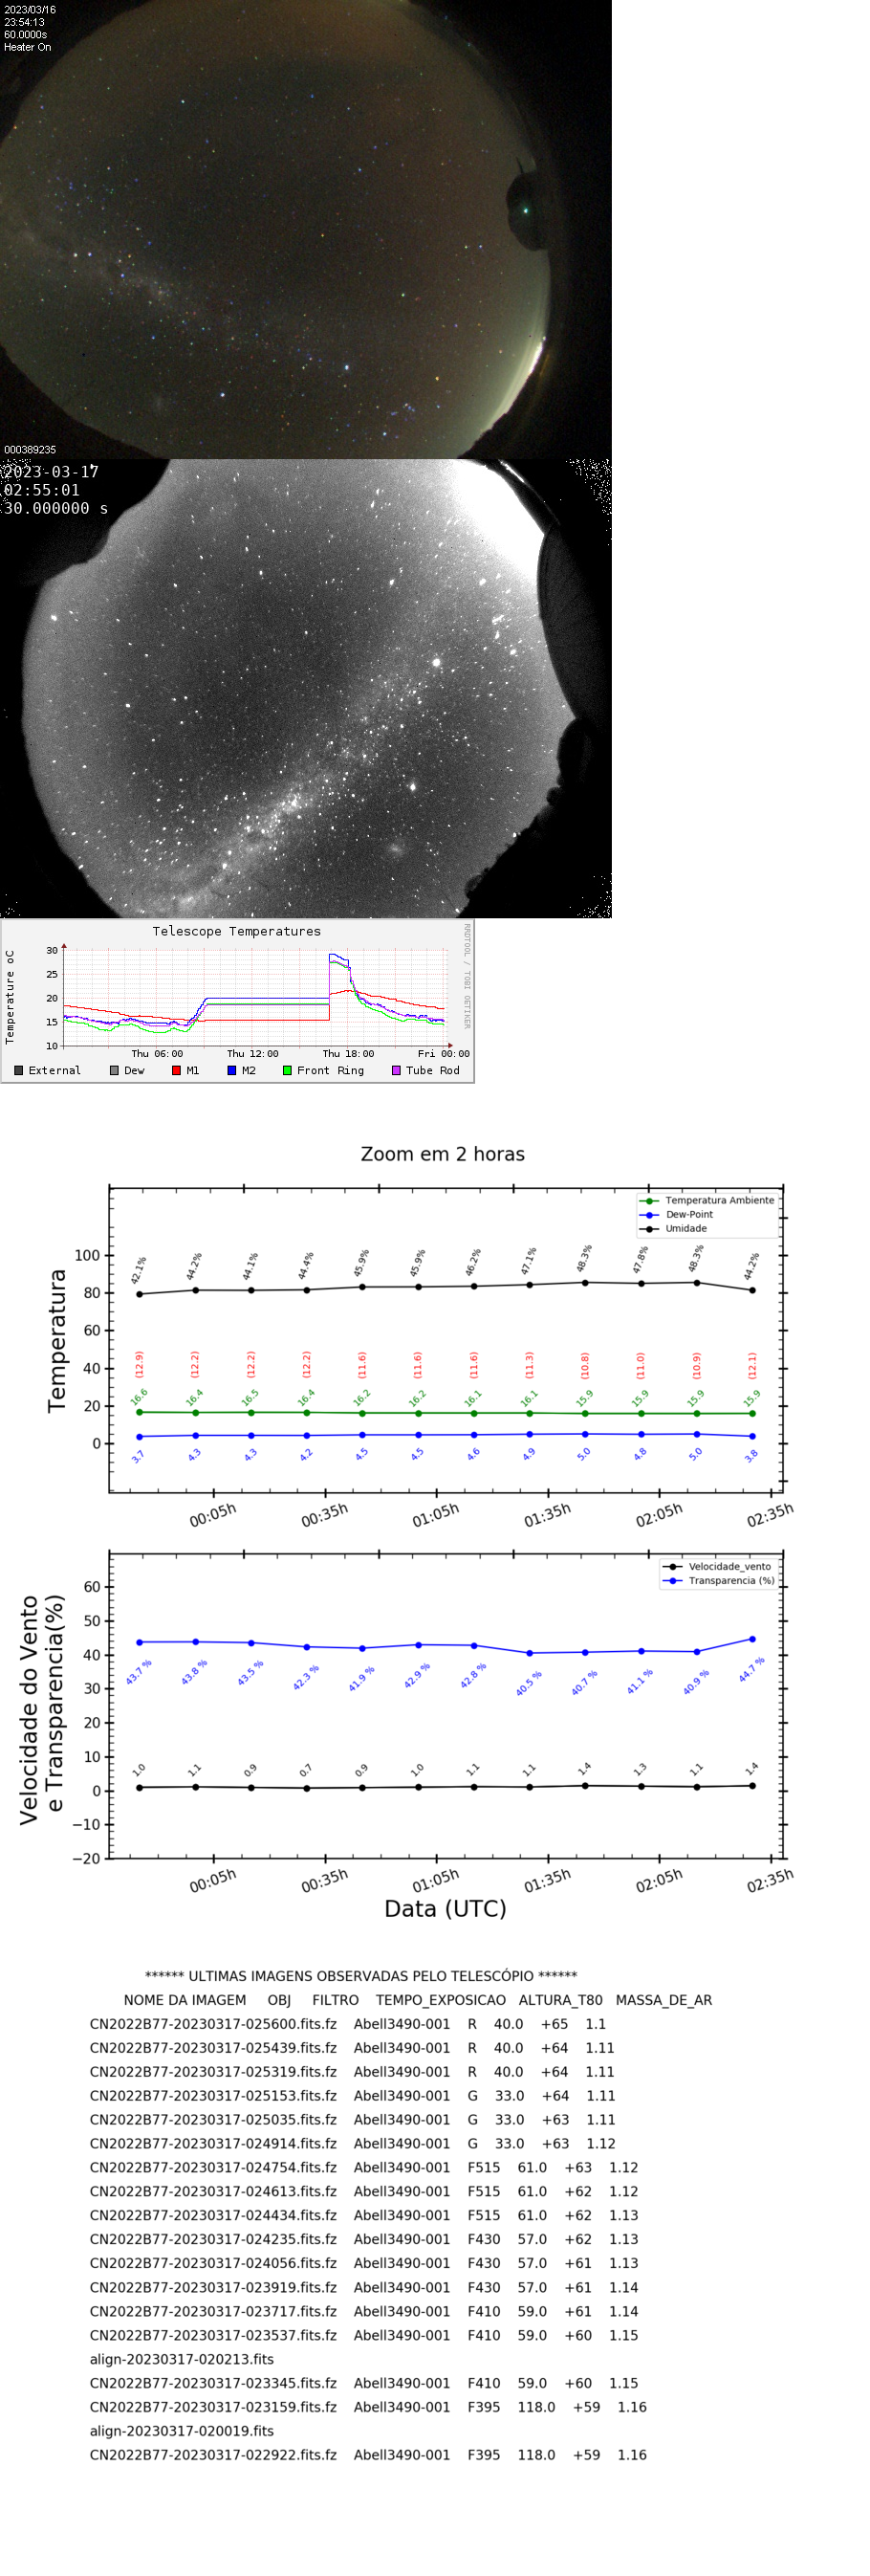 2023/03/16
23:54:13
60.0000s
Heater On
000389235
2023-03-17
02:55:01
30.000000 s
Telescope Temperatures
RRDTOOL / TOBI OETIKER
Temperature oC
30
25
20
15
10
Thu 06:00 Thu 12:00 Thu 18:00 Fri 00:00
External Dew M1 M2 Front Ring Tube Rod
Zoom em 2 horas
Temperatura Ambiente
Dew-Point
Umidade
Temperatura
100
80
60
40
20
0
42.1% 44.2% 44.1% 44.4% 45.9% 45.9% 46.2% 47.1% 48.3% 47.8% 48.3% 44.2%
(12.9) (12.2) (12.2) (12.2) (11.6) (11.6) (11.6) (11.3) (10.8) (11.0) (10.9) (12.1)
16.6 16.4 16.5 16.4 16.2 16.2 16.1 16.1 15.9 15.9 15.9 15.9
3.7 4.3 4.3 4.2 4.5 4.5 4.6 4.9 5.0 4.8 5.0 3.8
00:05h 00:35h 01:05h 01:35h 02:05h 02:35h
Velocidade_vento
Transparencia (%)
Velocidade do Vento
e Transparencia(%)
60
50
40
30
20
10
0
−10
−20
43.7 % 43.8 % 43.5 % 42.3 % 41.9 % 42.9 % 42.8 % 40.5 % 40.7 % 41.1 % 40.9 % 44.7 %
1.0 1.1 0.9 0.7 0.9 1.0 1.1 1.1 1.4 1.3 1.1 1.4
00:05h 00:35h 01:05h 01:35h 02:05h 02:35h
Data (UTC)
****** ULTIMAS IMAGENS OBSERVADAS PELO TELESCÓPIO ******
NOME DA IMAGEM OBJ FILTRO TEMPO_EXPOSICAO ALTURA_T80 MASSA_DE_AR
CN2022B77-20230317-025600.fits.fz Abell3490-001 R 40.0 +65 1.1
CN2022B77-20230317-025439.fits.fz Abell3490-001 R 40.0 +64 1.11
CN2022B77-20230317-025319.fits.fz Abell3490-001 R 40.0 +64 1.11
CN2022B77-20230317-025153.fits.fz Abell3490-001 G 33.0 +64 1.11
CN2022B77-20230317-025035.fits.fz Abell3490-001 G 33.0 +63 1.11
CN2022B77-20230317-024914.fits.fz Abell3490-001 G 33.0 +63 1.12
CN2022B77-20230317-024754.fits.fz Abell3490-001 F515 61.0 +63 1.12
CN2022B77-20230317-024613.fits.fz Abell3490-001 F515 61.0 +62 1.12
CN2022B77-20230317-024434.fits.fz Abell3490-001 F515 61.0 +62 1.13
CN2022B77-20230317-024235.fits.fz Abell3490-001 F430 57.0 +62 1.13
CN2022B77-20230317-024056.fits.fz Abell3490-001 F430 57.0 +61 1.13
CN2022B77-20230317-023919.fits.fz Abell3490-001 F430 57.0 +61 1.14
CN2022B77-20230317-023717.fits.fz Abell3490-001 F410 59.0 +61 1.14
CN2022B77-20230317-023537.fits.fz Abell3490-001 F410 59.0 +60 1.15
align-20230317-020213.fits
CN2022B77-20230317-023345.fits.fz Abell3490-001 F410 59.0 +60 1.15
CN2022B77-20230317-023159.fits.fz Abell3490-001 F395 118.0 +59 1.16
align-20230317-020019.fits
CN2022B77-20230317-022922.fits.fz Abell3490-001 F395 118.0 +59 1.16